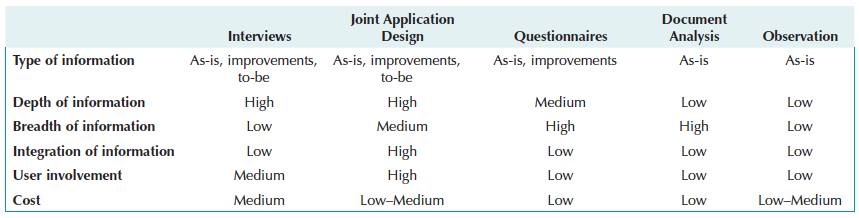 Interviews Joint Application Design Questionnaires Document Analysis Observation
Type of information As-is, improvements, to-be As-is, improvements, to-be As-is, improvements As-is As-is
Depth of information High High Medium Low Low
Breadth of information Low Medium High High Low
Integration of information Low High Low Low Low
User involvement Medium High Low Low Low
Cost Medium Low–Medium Low Low Low–Medium